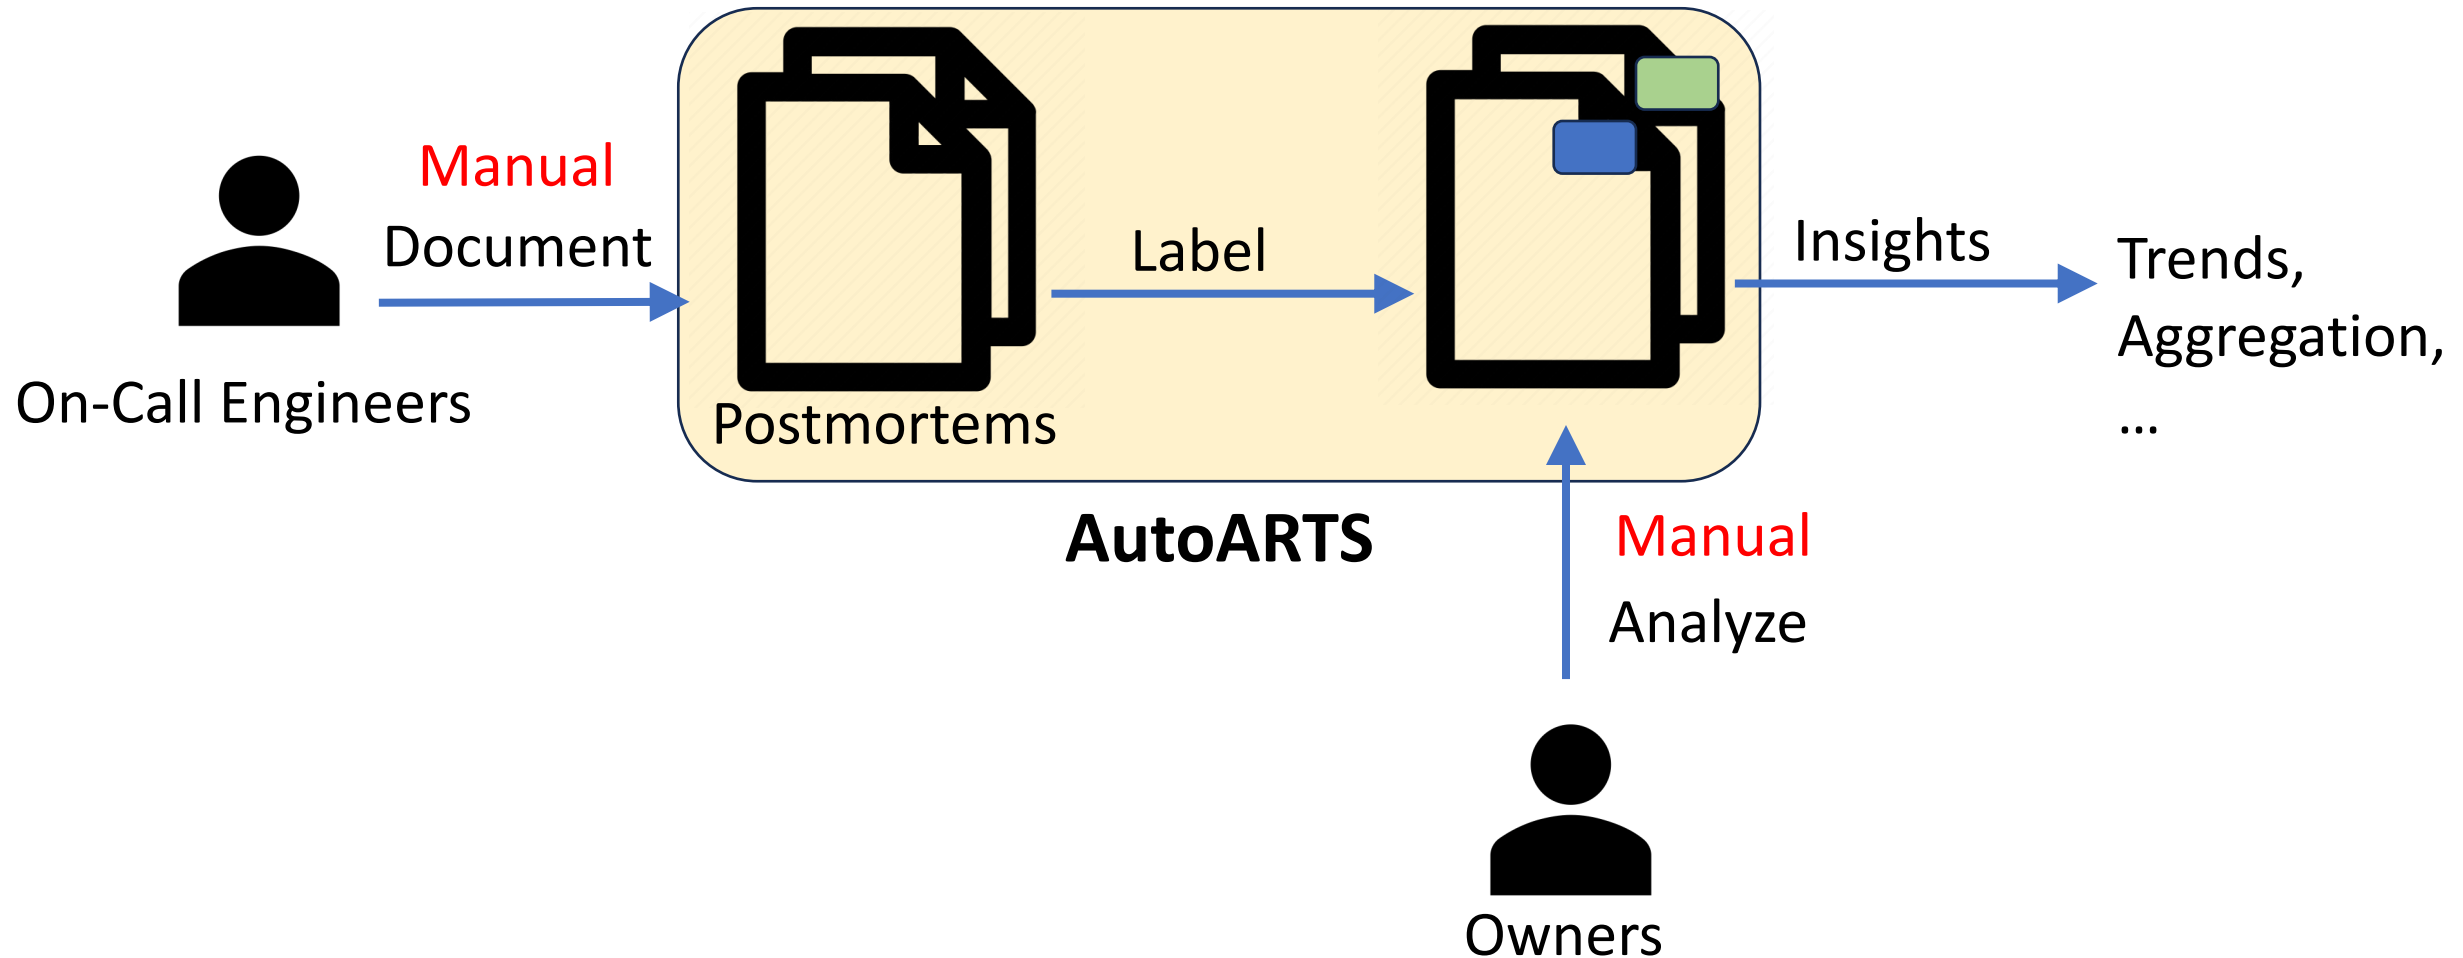 Manual
Document
On-Call Engineers
Postmortems
Label
AutoARTS
Insights
Trends,
Aggregation,
...
Manual
Analyze
Owners